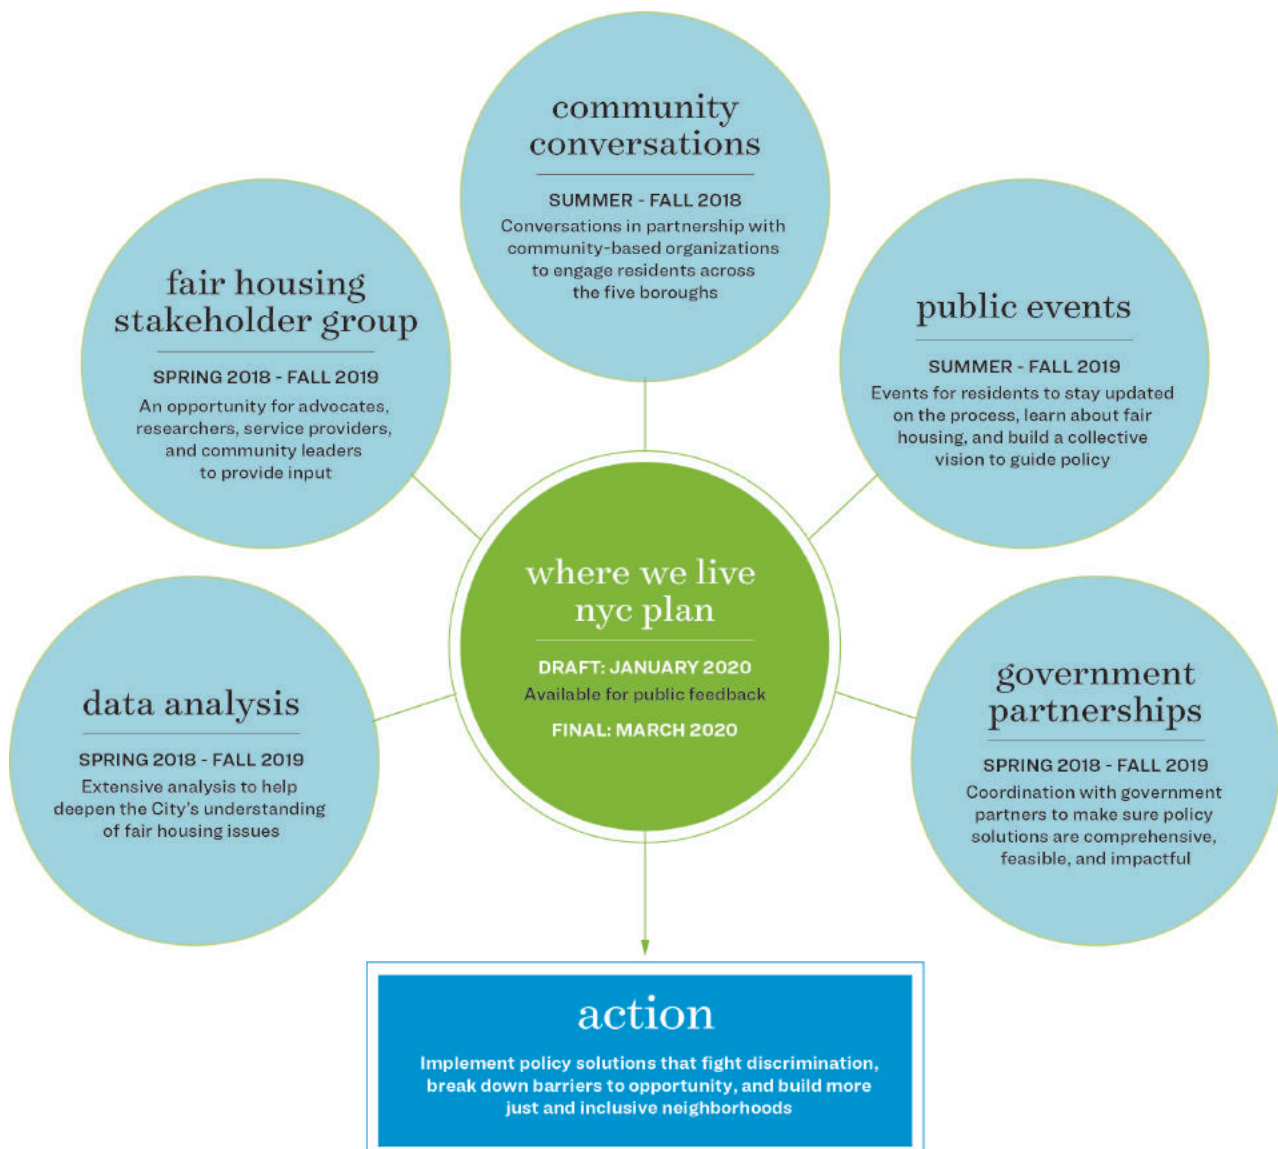 community
conversations
SUMMER - FALL 2018
Conversations in partnership with
community-based organizations
to engage residents across
the five boroughs
fair housing
stakeholder group
SPRING 2018 - FALL 2019
An opportunity for advocates,
researchers, service providers,
and community leaders
to provide input
public events
SUMMER - FALL 2019
Events for residents to stay updated
on the process, learn about fair
housing, and build a collective
vision to guide policy
where we live
nyc plan
DRAFT: JANUARY 2020
Available for public feedback
FINAL: MARCH 2020
data analysis
SPRING 2018 - FALL 2019
Extensive analysis to help
deepen the City's understanding
of fair housing issues
government
partnerships
SPRING 2018 - FALL 2019
Coordination with government
partners to make sure policy
solutions are comprehensive,
feasible, and impactful
action
Implement policy solutions that fight discrimination,
break down barriers to opportunity, and build more
just and inclusive neighborhoods